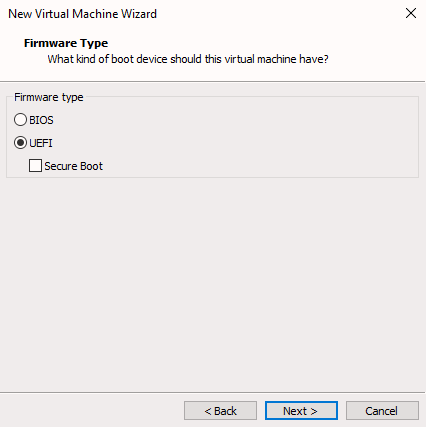 New Virtual Machine Wizard
Firmware Type
What kind of boot device should this virtual machine have?
Firmware type
BIOS
UEFI
Secure Boot
< Back
Next >
Cancel